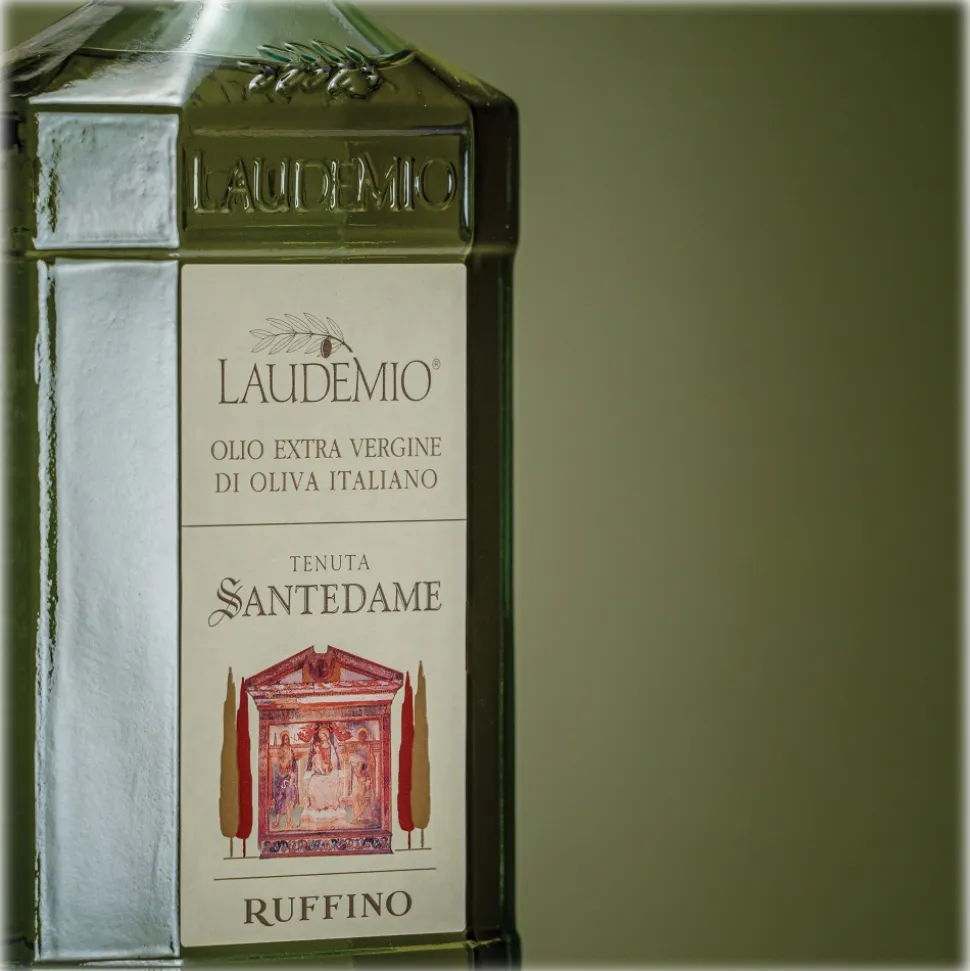 LAUDEMIO
LAUDEMIO®
OLIO EXTRA VERGINE
DI OLIVA ITALIANO
TENUTA
SANTEDAME
RUFFINO